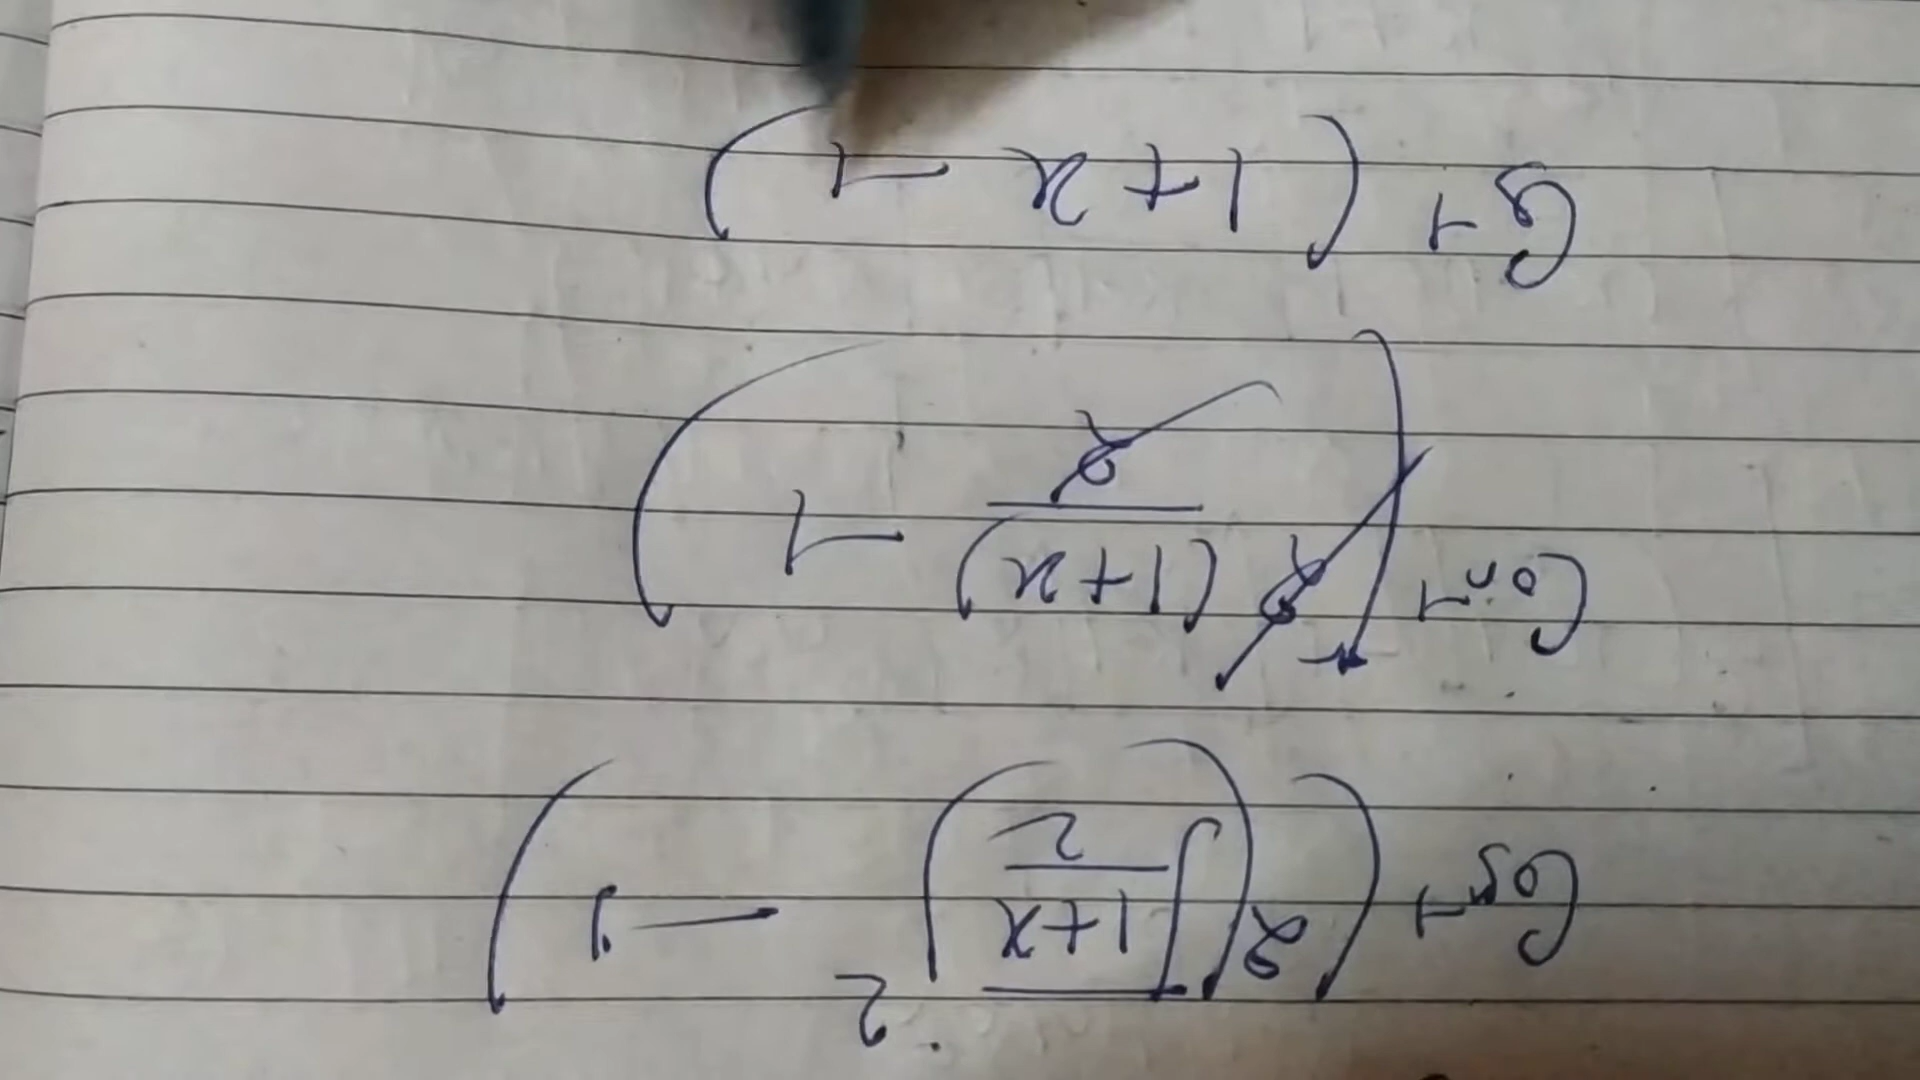 Cos⁻¹(2(√((1+x)/2))² − 1)
Cos⁻¹(2(1+x)/2 − 1)
Cos⁻¹(1+x−1)